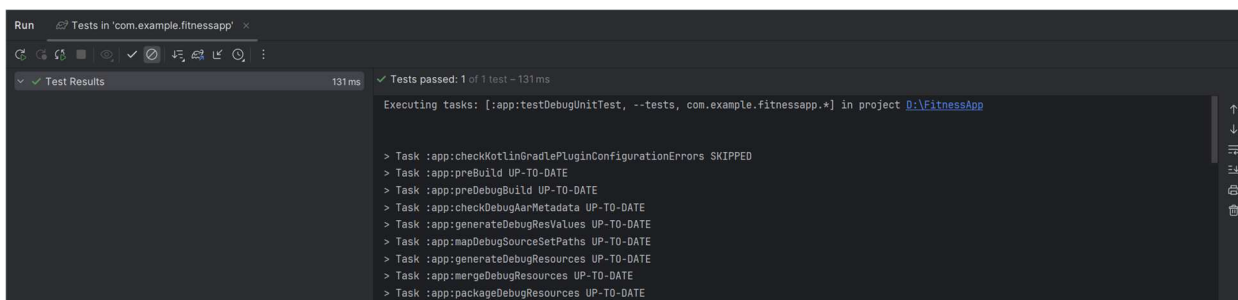 Run Tests in 'com.example.fitnessapp' ×
Test Results 131 ms
Tests passed: 1 of 1 test – 131 ms
Executing tasks: [:app:testDebugUnitTest, --tests, com.example.fitnessapp.*] in project D:\FitnessApp
> Task :app:checkKotlinGradlePluginConfigurationErrors SKIPPED
> Task :app:preBuild UP-TO-DATE
> Task :app:preDebugBuild UP-TO-DATE
> Task :app:checkDebugAarMetadata UP-TO-DATE
> Task :app:generateDebugResValues UP-TO-DATE
> Task :app:mapDebugSourceSetPaths UP-TO-DATE
> Task :app:generateDebugResources UP-TO-DATE
> Task :app:mergeDebugResources UP-TO-DATE
> Task :app:packageDebugResources UP-TO-DATE